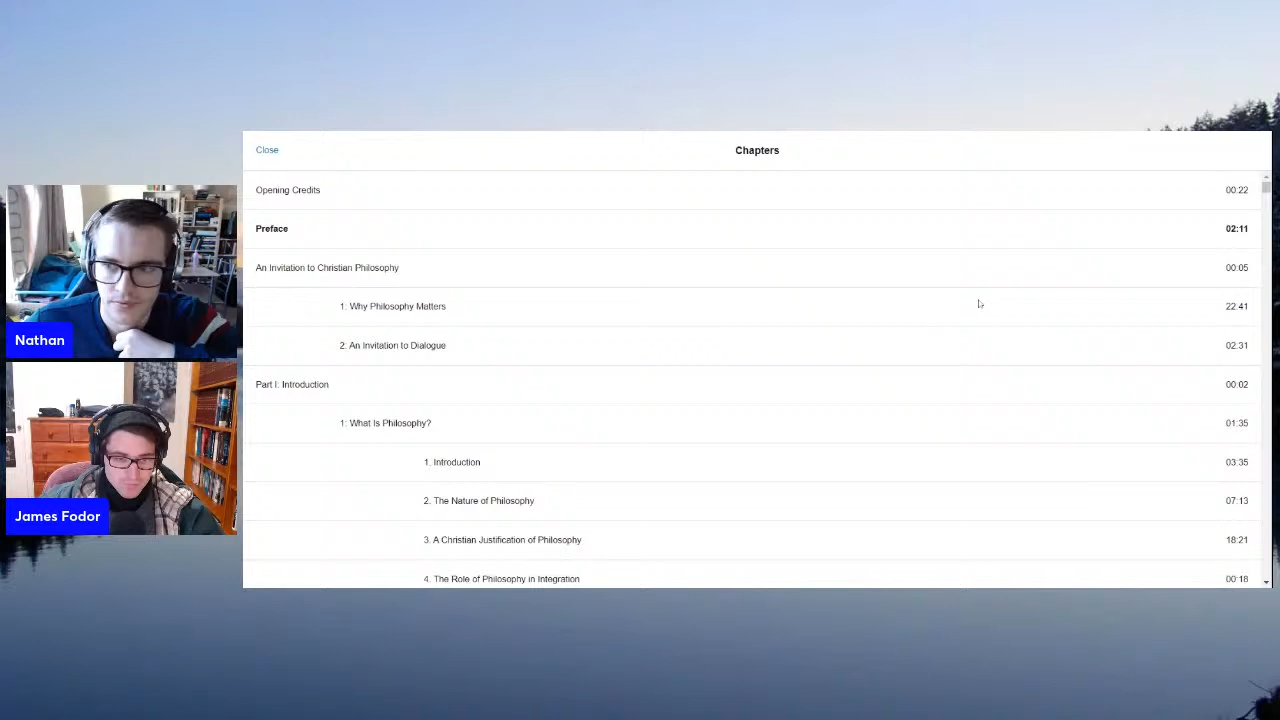 Close
Chapters
Opening Credits 00:22
Preface 02:11
An Invitation to Christian Philosophy 00:05
1: Why Philosophy Matters 22:41
2: An Invitation to Dialogue 02:31
Part I: Introduction 00:02
1: What Is Philosophy? 01:35
1. Introduction 03:35
2. The Nature of Philosophy 07:13
3. A Christian Justification of Philosophy 18:21
4. The Role of Philosophy in Integration 00:18
Nathan
James Fodor